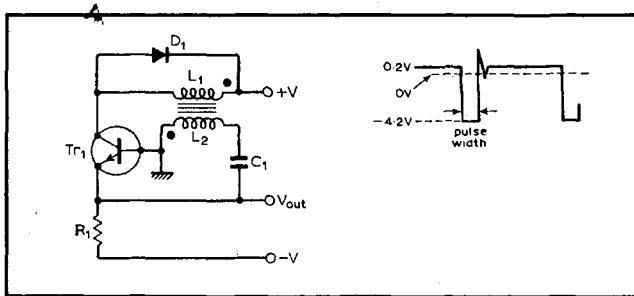 D₁
L₁
+V
L₂
Tr₁
C₁
Vout
R₁
-V
0.2V
0V
-4.2V
pulse
width